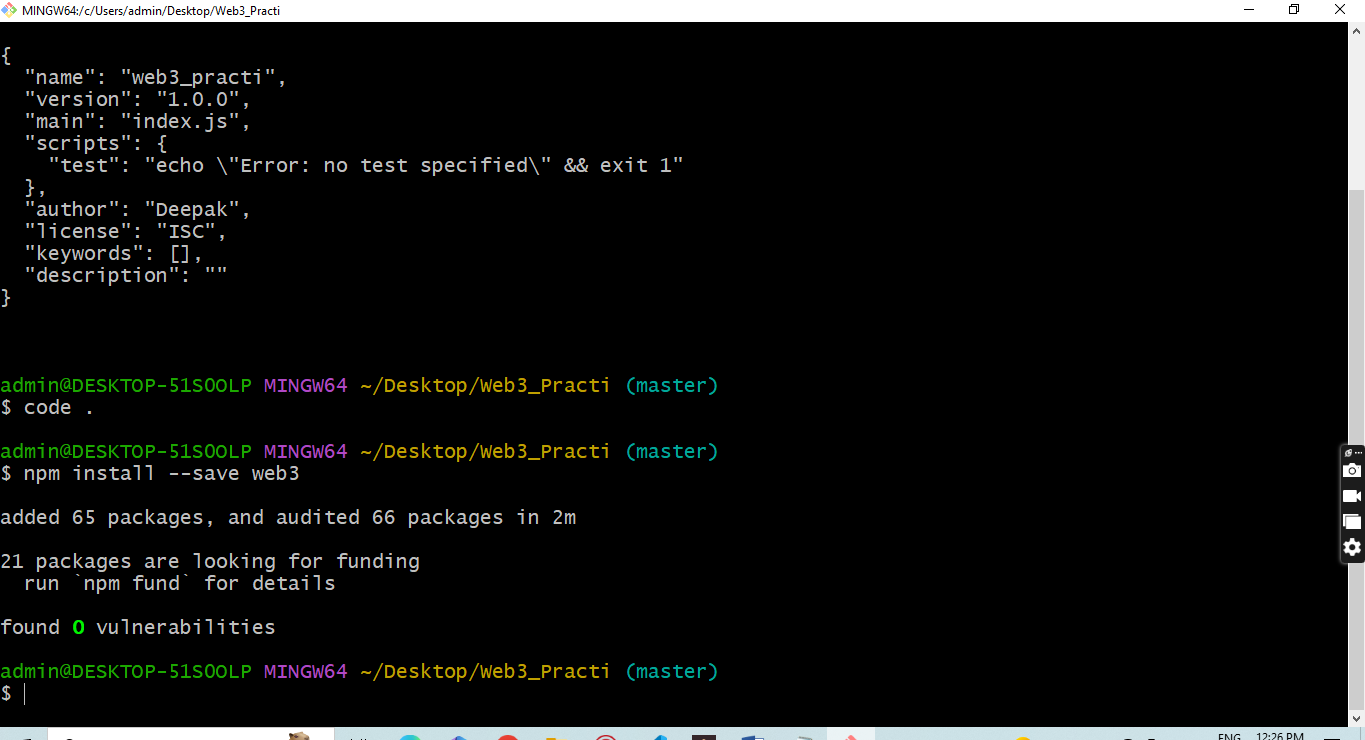 MINGW64:/c/Users/admin/Desktop/Web3_Practi
{
  "name": "web3_practi",
  "version": "1.0.0",
  "main": "index.js",
  "scripts": {
    "test": "echo \"Error: no test specified\" && exit 1"
  },
  "author": "Deepak",
  "license": "ISC",
  "keywords": [],
  "description": ""
}
admin@DESKTOP-51SOOLP MINGW64 ~/Desktop/Web3_Practi (master)
$ code .
admin@DESKTOP-51SOOLP MINGW64 ~/Desktop/Web3_Practi (master)
$ npm install --save web3
added 65 packages, and audited 66 packages in 2m
21 packages are looking for funding
  run `npm fund` for details
found 0 vulnerabilities
admin@DESKTOP-51SOOLP MINGW64 ~/Desktop/Web3_Practi (master)
$
ENG 12:26 PM